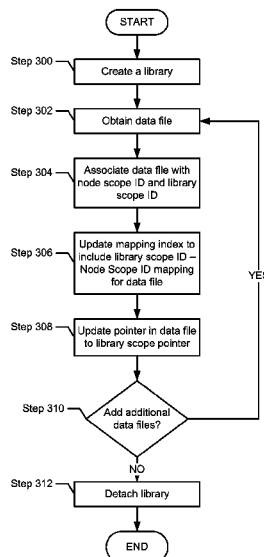 START
Step 300
Create a library
Step 302
Obtain data file
Step 304
Associate data file with
node scope ID and library
scope ID
Step 306
Update mapping index to
include library scope ID –
Node Scope ID mapping
for data file
YES
Step 308
Update pointer in data file
to library scope pointer
Step 310
Add additional
data files?
NO
Step 312
Detach library
END